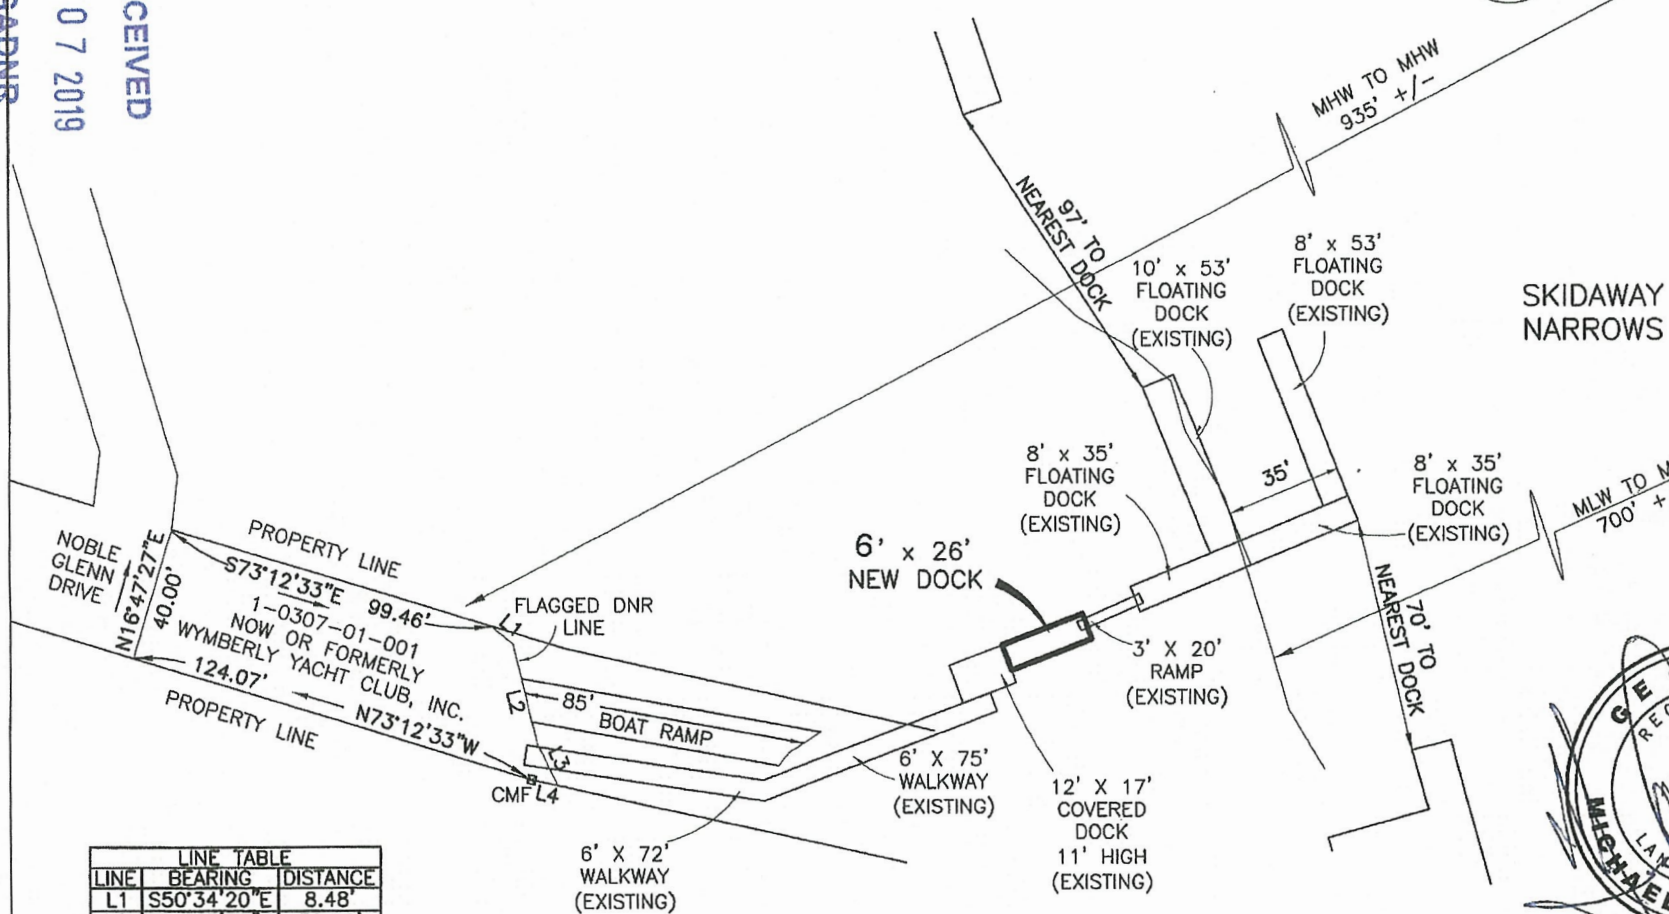 CEIVED
07 2019
GADNR
MHW TO MHW
935' +/-
97' TO
NEAREST DOCK
10' x 53'
FLOATING
DOCK
(EXISTING)
8' x 53'
FLOATING
DOCK
(EXISTING)
SKIDAWAY
NARROWS
8' x 35'
FLOATING
DOCK
(EXISTING)
35'
8' x 35'
FLOATING
DOCK
(EXISTING)
MLW TO M
700' +
6' x 26'
NEW DOCK
NOBLE
GLENN
DRIVE
N16°47'27"E
40.00'
PROPERTY LINE
S73°12'33"E 99.46'
1-0307-01-001
NOW OR FORMERLY
WYMBERLY YACHT CLUB, INC.
124.07'
N73°12'33"W
PROPERTY LINE
L1
FLAGGED DNR
LINE
L2
85'
BOAT RAMP
L3
CMF L4
3' X 20'
RAMP
(EXISTING)
70' TO
NEAREST DOCK
6' X 75'
WALKWAY
(EXISTING)
12' X 17'
COVERED
DOCK
11' HIGH
(EXISTING)
6' X 72'
WALKWAY
(EXISTING)
LINE TABLE
LINE BEARING DISTANCE
L1 S50°34'20"E 8.48'
G E
REG
LAN
MICHAE